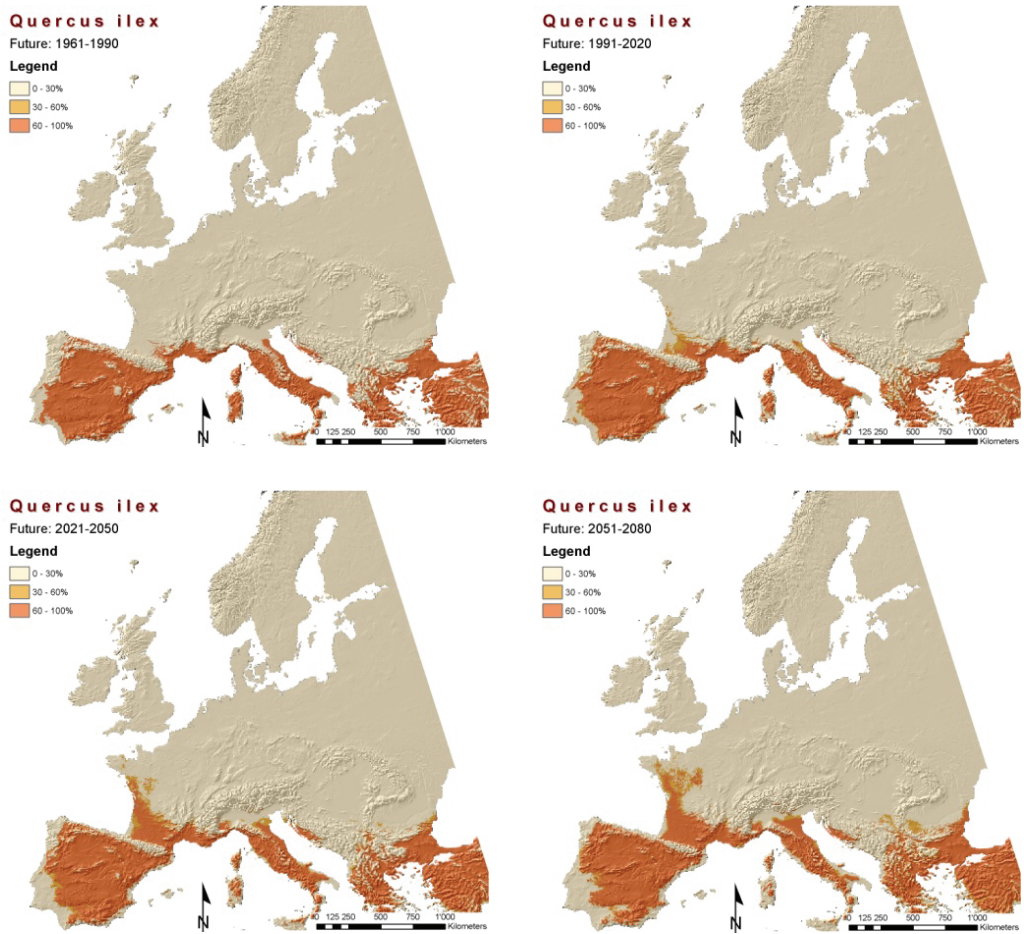 Quercus ilex
Future: 1961-1990
Legend
0 - 30%
30 - 60%
60 - 100%
N
0 125 250 500 750 1'000
Kilometers
Quercus ilex
Future: 1991-2020
Legend
0 - 30%
30 - 60%
60 - 100%
N
0 125 250 500 750 1'000
Kilometers
Quercus ilex
Future: 2021-2050
Legend
0 - 30%
30 - 60%
60 - 100%
N
0 125 250 500 750 1'000
Kilometers
Quercus ilex
Future: 2051-2080
Legend
0 - 30%
30 - 60%
60 - 100%
N
0 125 250 500 750 1'000
Kilometers